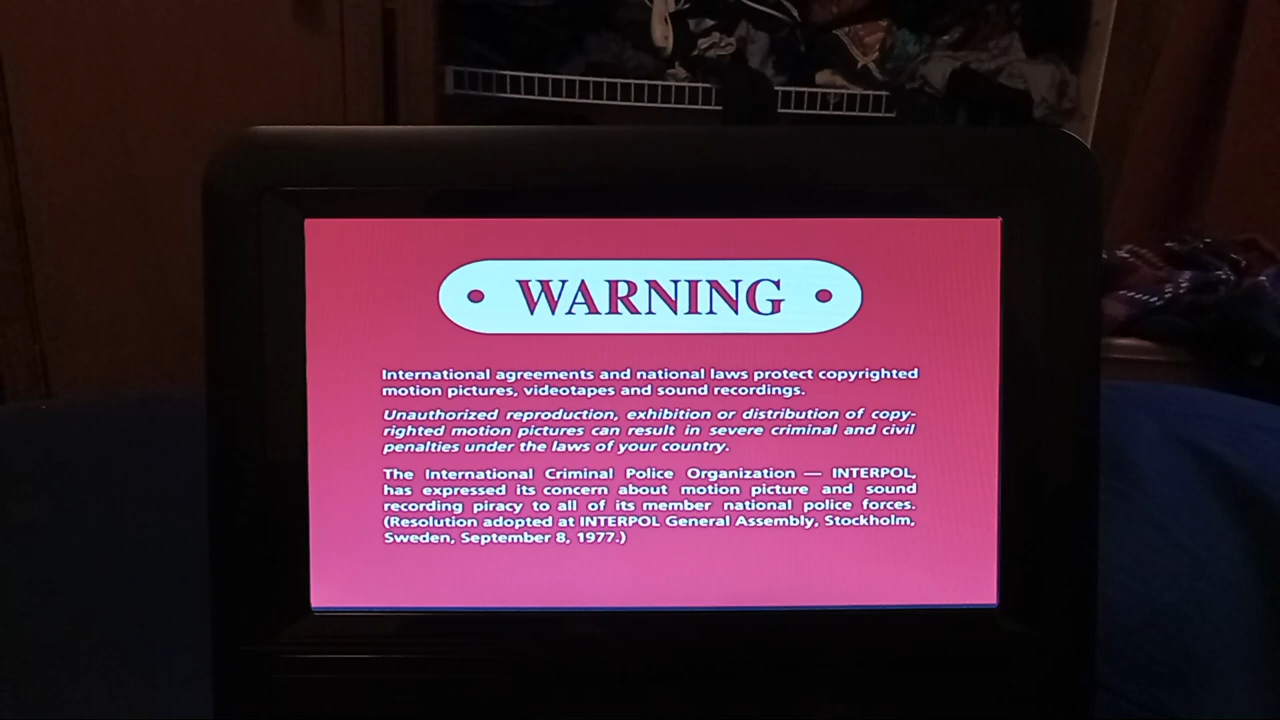 WARNING
International agreements and national laws protect copyrighted
motion pictures, videotapes and sound recordings.
Unauthorized reproduction, exhibition or distribution of copy-
righted motion pictures can result in severe criminal and civil
penalties under the laws of your country.
The International Criminal Police Organization — INTERPOL,
has expressed its concern about motion picture and sound
recording piracy to all of its member national police forces.
(Resolution adopted at INTERPOL General Assembly, Stockholm,
Sweden, September 8, 1977.)